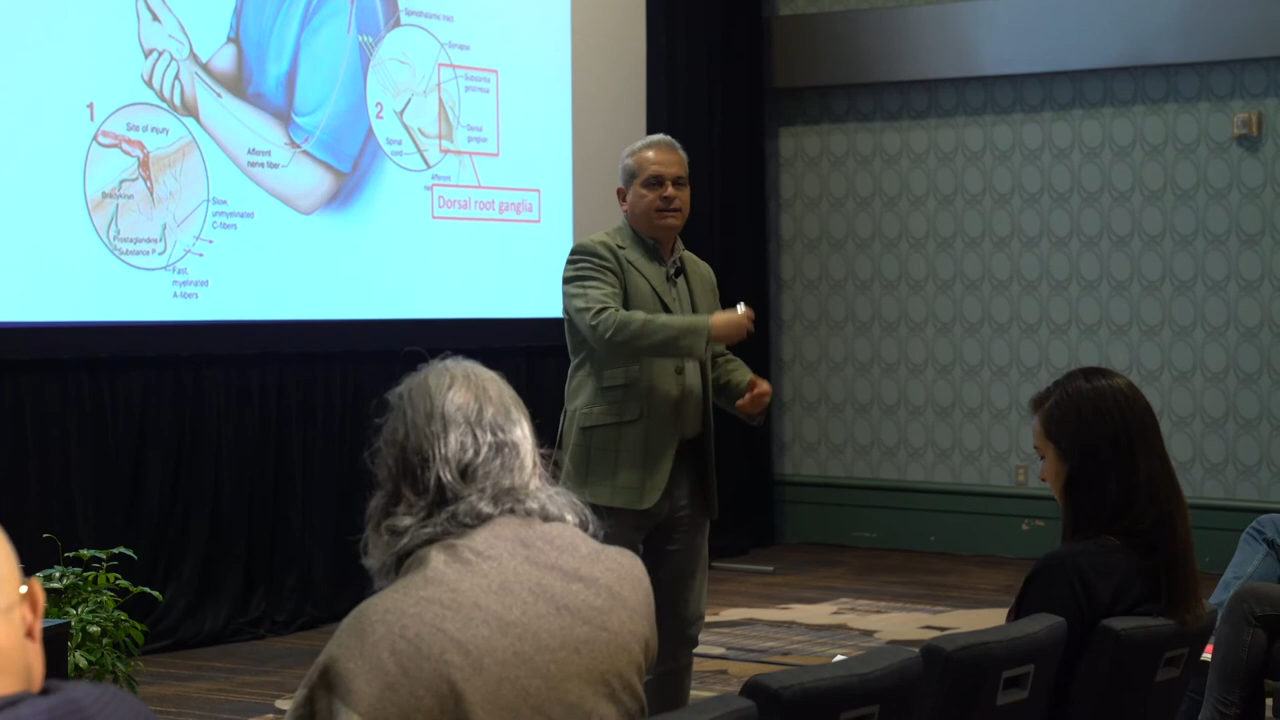 Spinothalamic tract
Synapse
Substantia
gelatinosa
1
2
Site of injury
Dorsal
ganglion
Spinal
cord
Afferent
nerve fiber
Afferent
Bradykinin
Dorsal root ganglia
Slow,
unmyelinated
C-fibers
Prostaglandins
Substance P
Fast,
myelinated
A-fibers